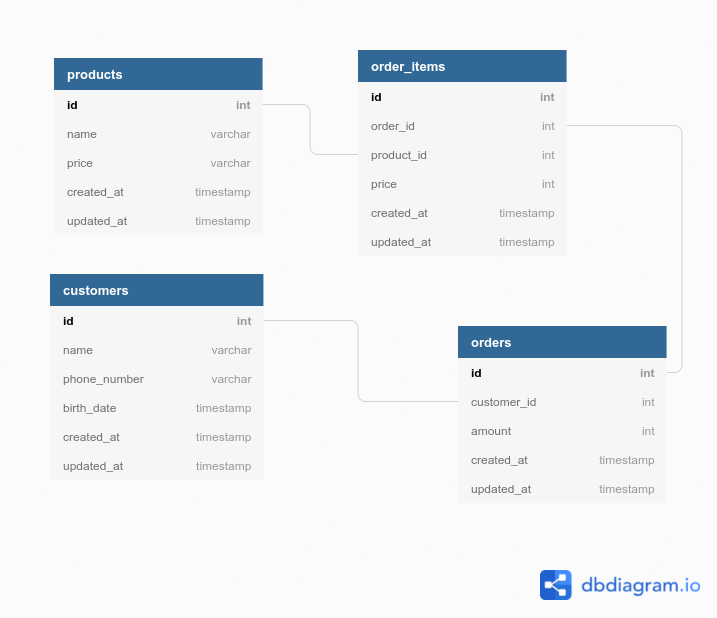 products
id int
name varchar
price varchar
created_at timestamp
updated_at timestamp
order_items
id int
order_id int
product_id int
price int
created_at timestamp
updated_at timestamp
customers
id int
name varchar
phone_number varchar
birth_date timestamp
created_at timestamp
updated_at timestamp
orders
id int
customer_id int
amount int
created_at timestamp
updated_at timestamp
dbdiagram.io